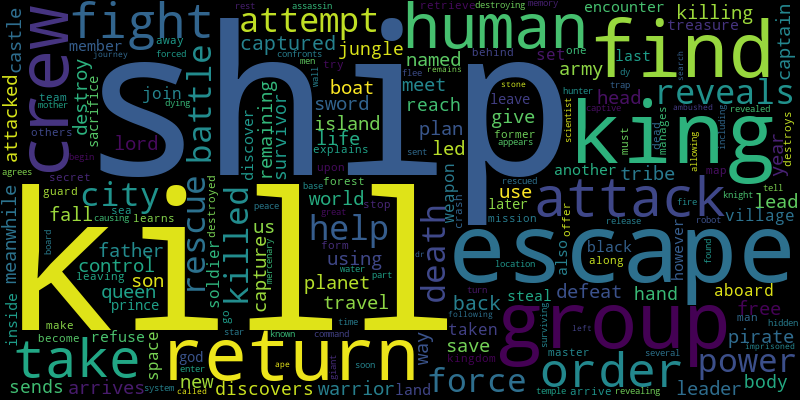 ship
kill
king
escape
find
human
group
return
attack
crew
fight
attempt
take
order
reveals
power
force
help
death
rescue
battle
city
killed
captured
jungle
named
meet
reach
boat
sword
island
life
explains
world
using
planet
travel
capture
us
soldier
destroyed
survivor
remaining
discover
join
member
away
forced
team
mother
others
destroy
sacrifice
castle
attacked
agrees
lord
secret
begin
guard
fall
sea
causing
learns
father
control
leaving
queen
son
prince
inside
meanwhile
board
make
become
refuse
space
god
enter
new
sends
arrives
system
called
discovers
warrior
land
rest
assassin
journey
confronts
men
wall
try
set
army
plan
led
give
upon
forest
base
peace
great
stop
form
water
mercenary
part
go
star
known
command
time
ape
giant
soon
dr
turn
following
way
back
taken
save
kingdom
master
later
mission
weapon
crash
use
another
tribe
head
leave
former
appears
sent
behind
flee
remains
dying
stone
trap
hunter
captive
scientist
one
last
dy
encounter
destroying
memory
retrieve
killing
treasure
captain
search
ambushed
revealed
including
destroys
must
dead
manages
allowing
map
year
lead
village
knight
tell
fire
robot
rescued
offer
also
black
along
however
release
location
steal
defeat
hand
found
aboard
free
man
hidden
pirate
imprisoned
surviving
left
several
leader
body
temple
arrive
revealing